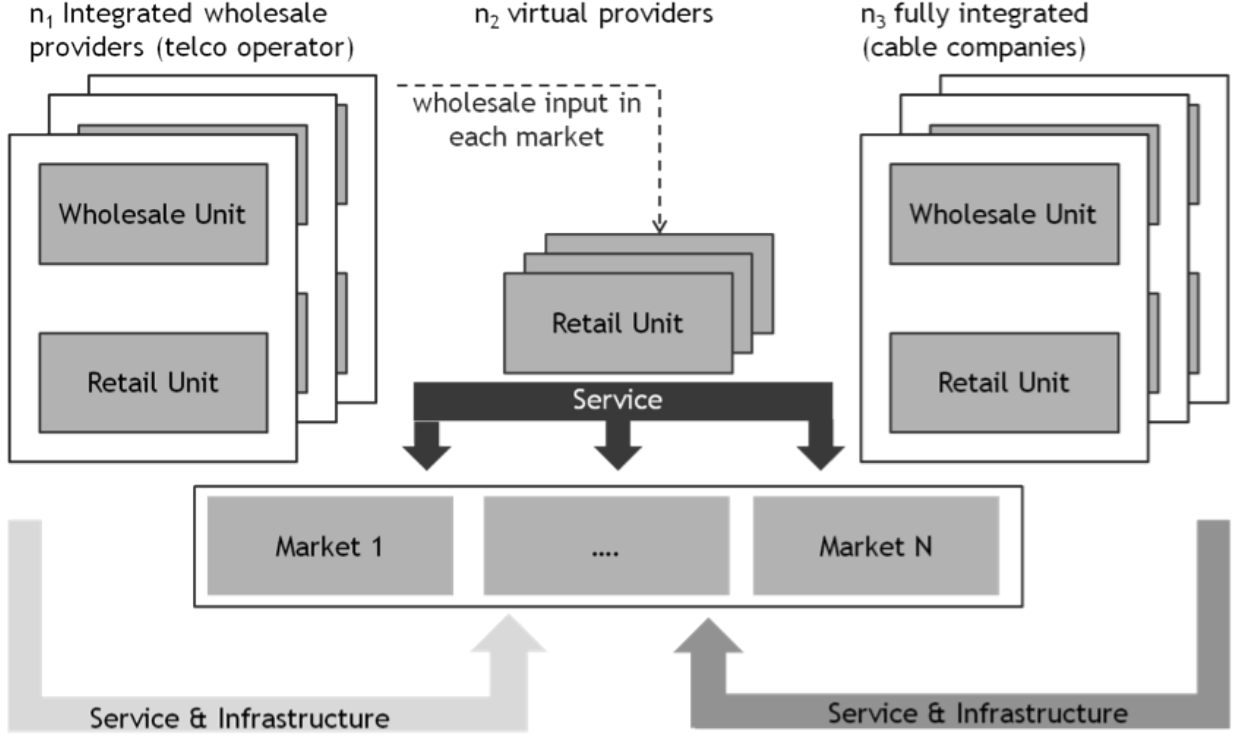 n₁ Integrated wholesale
providers (telco operator)
n₂ virtual providers
n₃ fully integrated
(cable companies)
wholesale input in
each market
Wholesale Unit
Retail Unit
Retail Unit
Wholesale Unit
Retail Unit
Service
Market 1
....
Market N
Service & Infrastructure
Service & Infrastructure